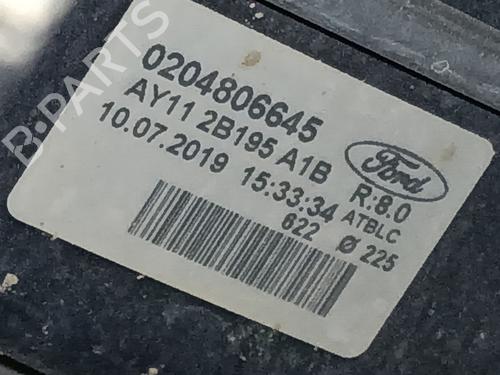 B-PARTS
0204806645
AY11 2B195 A1B
Ford
10.07.2019 15:33:34
R:8.0
ATBLC
622 Ø 225